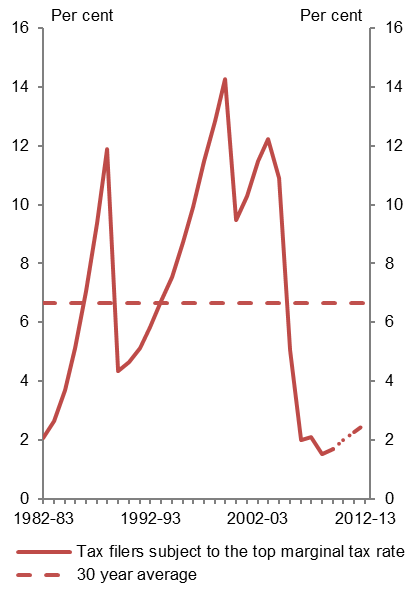 Per cent Per cent
16 16
14 14
12 12
10 10
8 8
6 6
4 4
2 2
0 0
1982-83 1992-93 2002-03 2012-13
Tax filers subject to the top marginal tax rate
30 year average